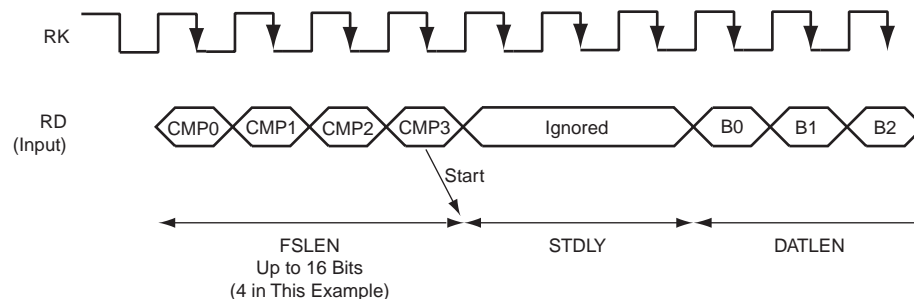 RK
RD
(Input)
CMP0 CMP1 CMP2 CMP3 Ignored B0 B1 B2
Start
FSLEN
Up to 16 Bits
(4 in This Example)
STDLY
DATLEN